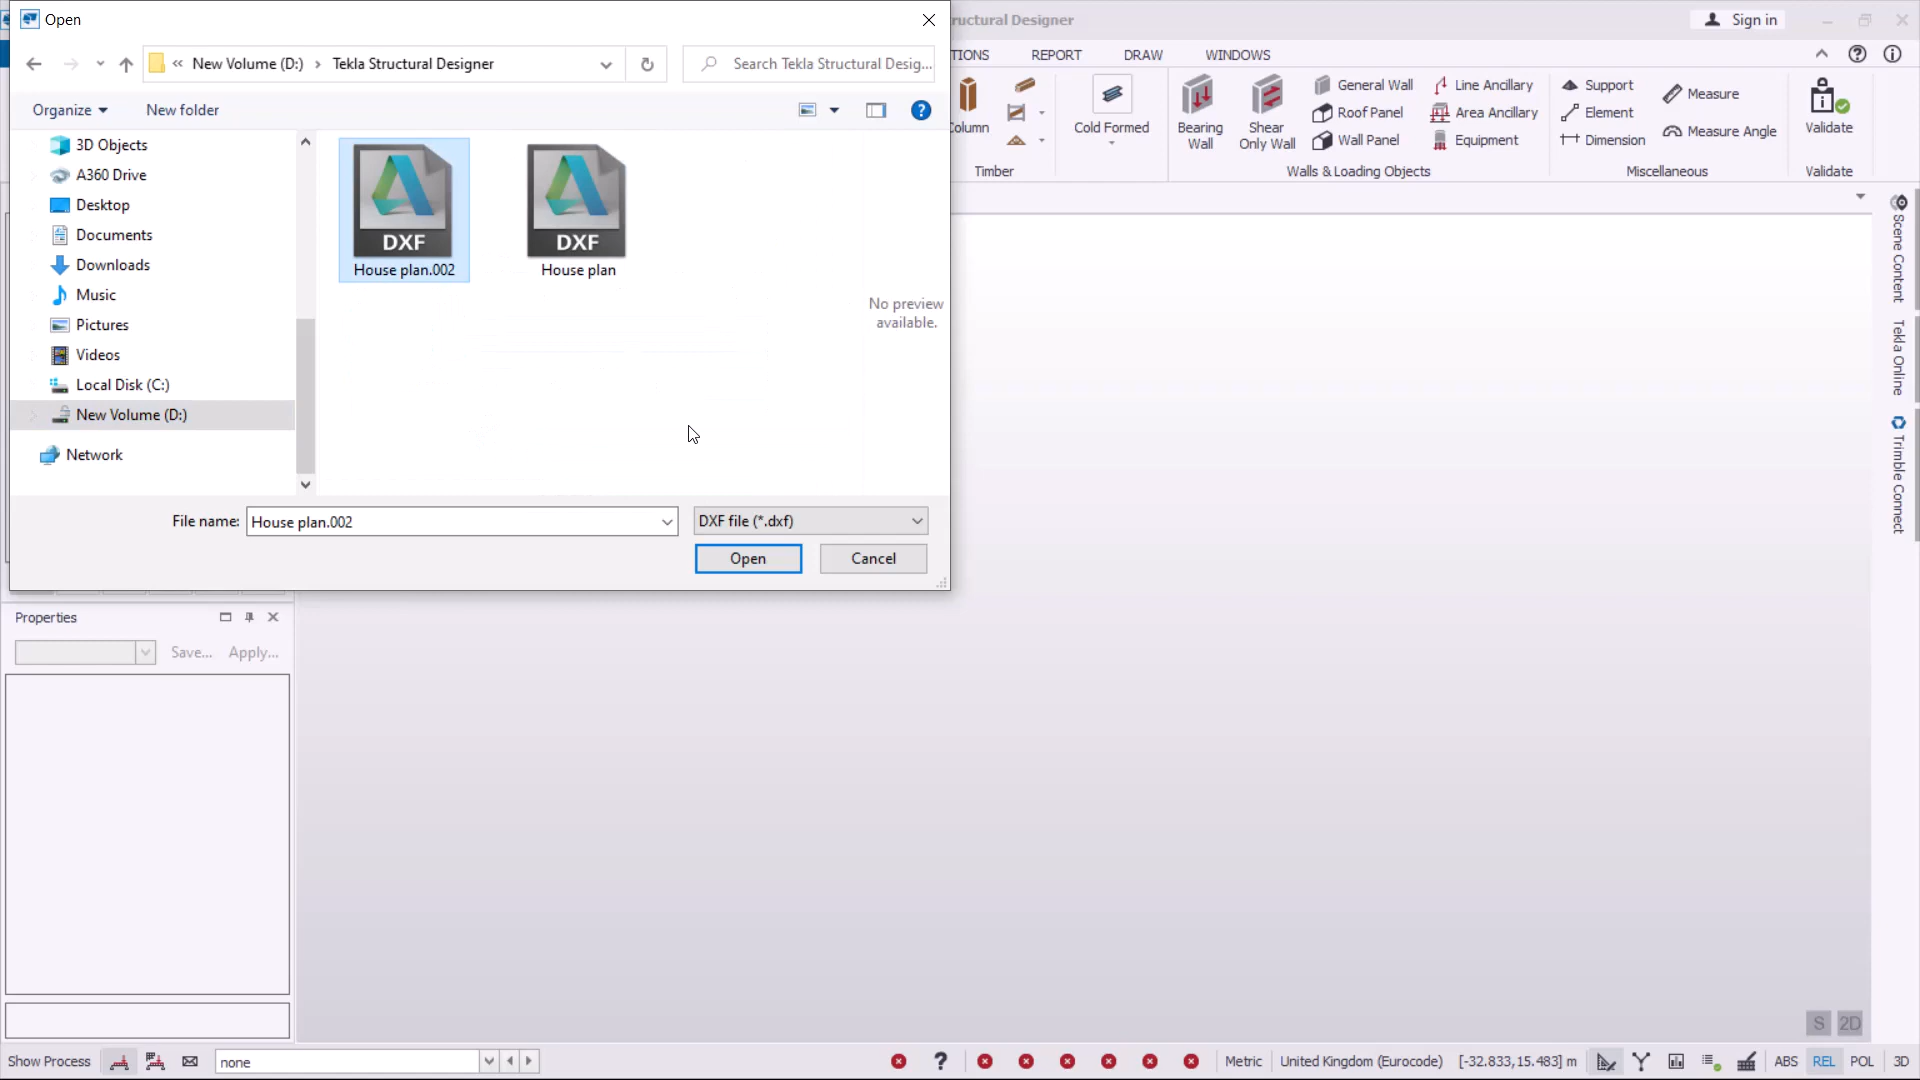 Open
ructural Designer
Sign in
New Volume (D:)
Tekla Structural Designer
Search Tekla Structural Desig...
TIONS
REPORT
DRAW
WINDOWS
Organize
New folder
Column
Timber
Cold Formed
Bearing
Wall
Shear
Only Wall
General Wall
Roof Panel
Wall Panel
Line Ancillary
Area Ancillary
Equipment
Walls & Loading Objects
Support
Element
Dimension
Measure
Measure Angle
Miscellaneous
Validate
Validate
3D Objects
A360 Drive
Desktop
Documents
Downloads
Music
Pictures
Videos
Local Disk (C:)
New Volume (D:)
Network
DXF
House plan.002
DXF
House plan
No preview
available.
File name:
House plan.002
DXF file (*.dxf)
Open
Cancel
Scene Content
Tekla Online
Trimble Connect
Properties
Save...
Apply...
S
2D
Show Process
none
Metric
United Kingdom (Eurocode)
[-32.833,15.483] m
ABS
REL
POL
3D